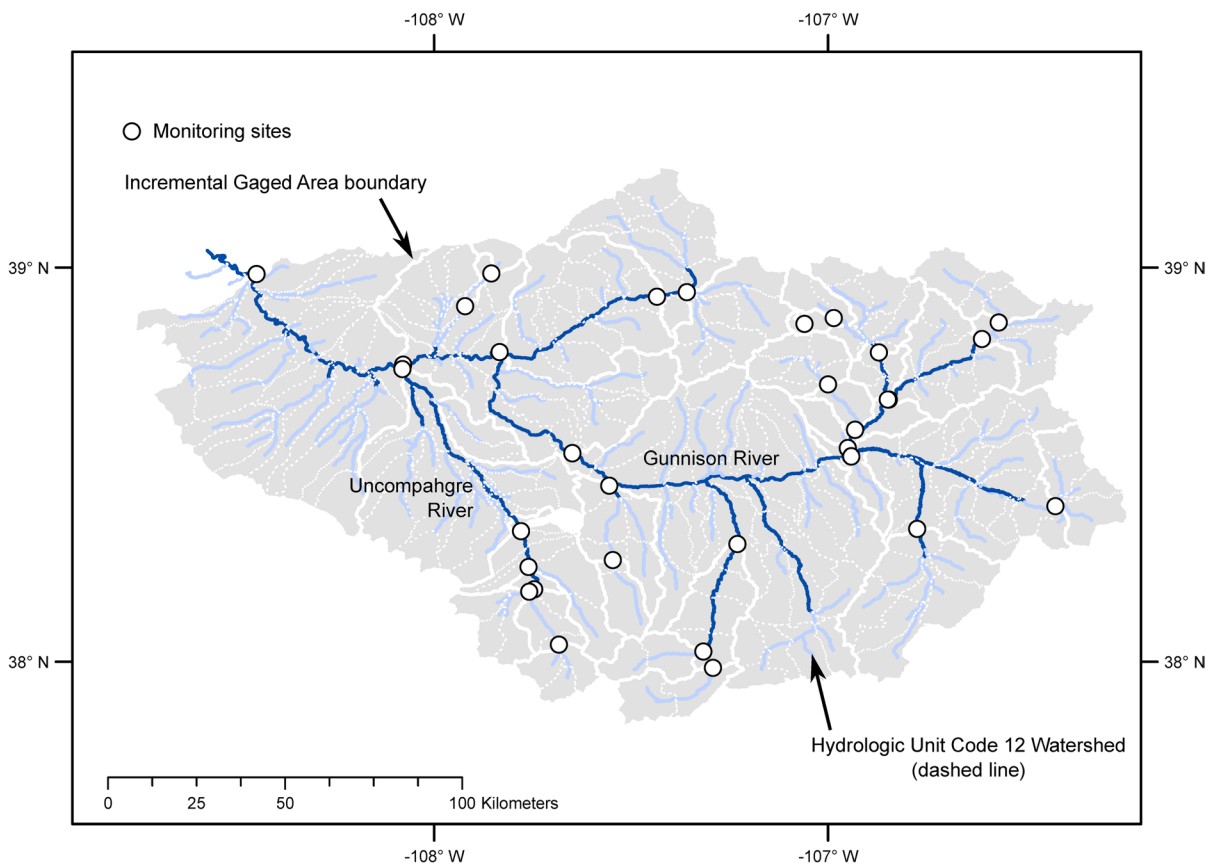 -108° W
-107° W
Monitoring sites
Incremental Gaged Area boundary
39° N
39° N
Gunnison River
Uncompahgre
River
38° N
38° N
Hydrologic Unit Code 12 Watershed
(dashed line)
0
25
50
100 Kilometers
-108° W
-107° W